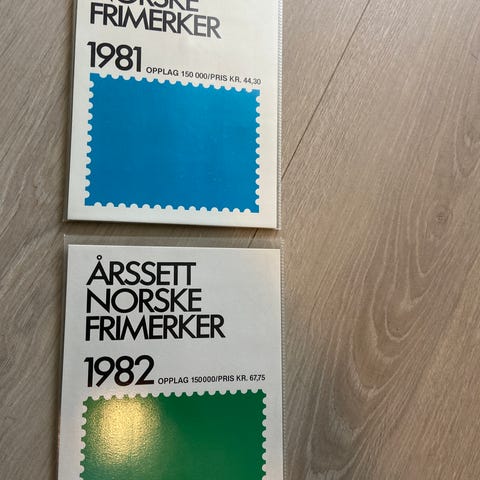 NORSKE
FRIMERKER
1981 OPPLAG 150 000/PRIS KR. 44,30
ÅRSSETT
NORSKE
FRIMERKER
1982 OPPLAG 150000/PRIS KR. 67,75